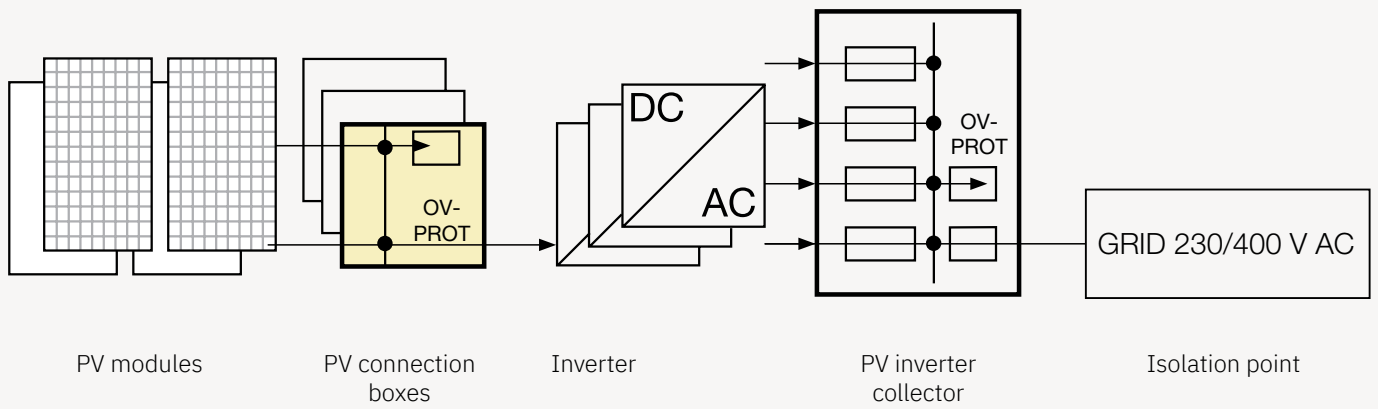 DC
AC
OV-
PROT
OV-
PROT
GRID 230/400 V AC
PV modules
PV connection
boxes
Inverter
PV inverter
collector
Isolation point